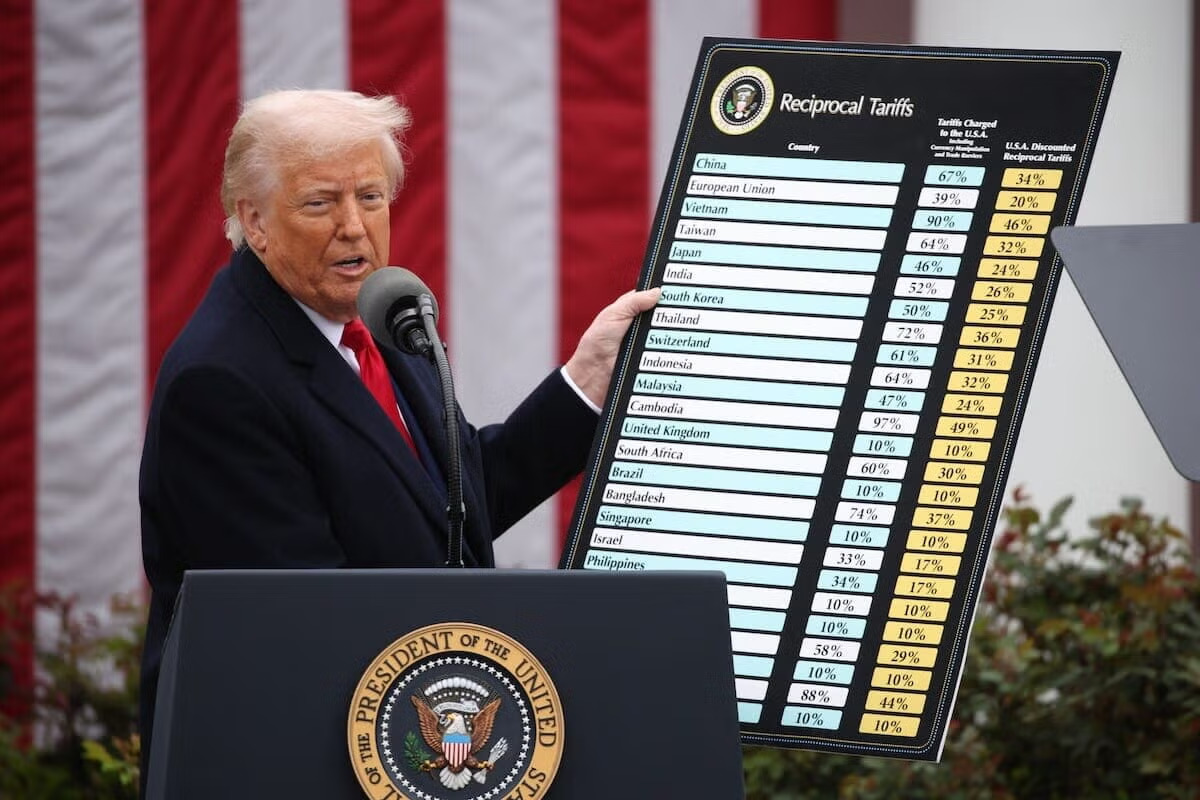 Reciprocal Tariffs
Country
Tariffs Charged
to the U.S.A.
Including
Currency Manipulation
and Trade Barriers
U.S.A. Discounted
Reciprocal Tariffs
China 67% 34%
European Union 39% 20%
Vietnam 90% 46%
Taiwan 64% 32%
Japan 46% 24%
India 52% 26%
South Korea 50% 25%
Thailand 72% 36%
Switzerland 61% 31%
Indonesia 64% 32%
Malaysia 47% 24%
Cambodia 97% 49%
United Kingdom 10% 10%
South Africa 60% 30%
Brazil 10% 10%
Bangladesh 74% 37%
Singapore 10% 10%
Israel 33% 17%
Philippines 34% 17%
10% 10%
10% 10%
58% 29%
10% 10%
88% 44%
10% 10%
PRESIDENT OF THE UNITED
STA
OF THE